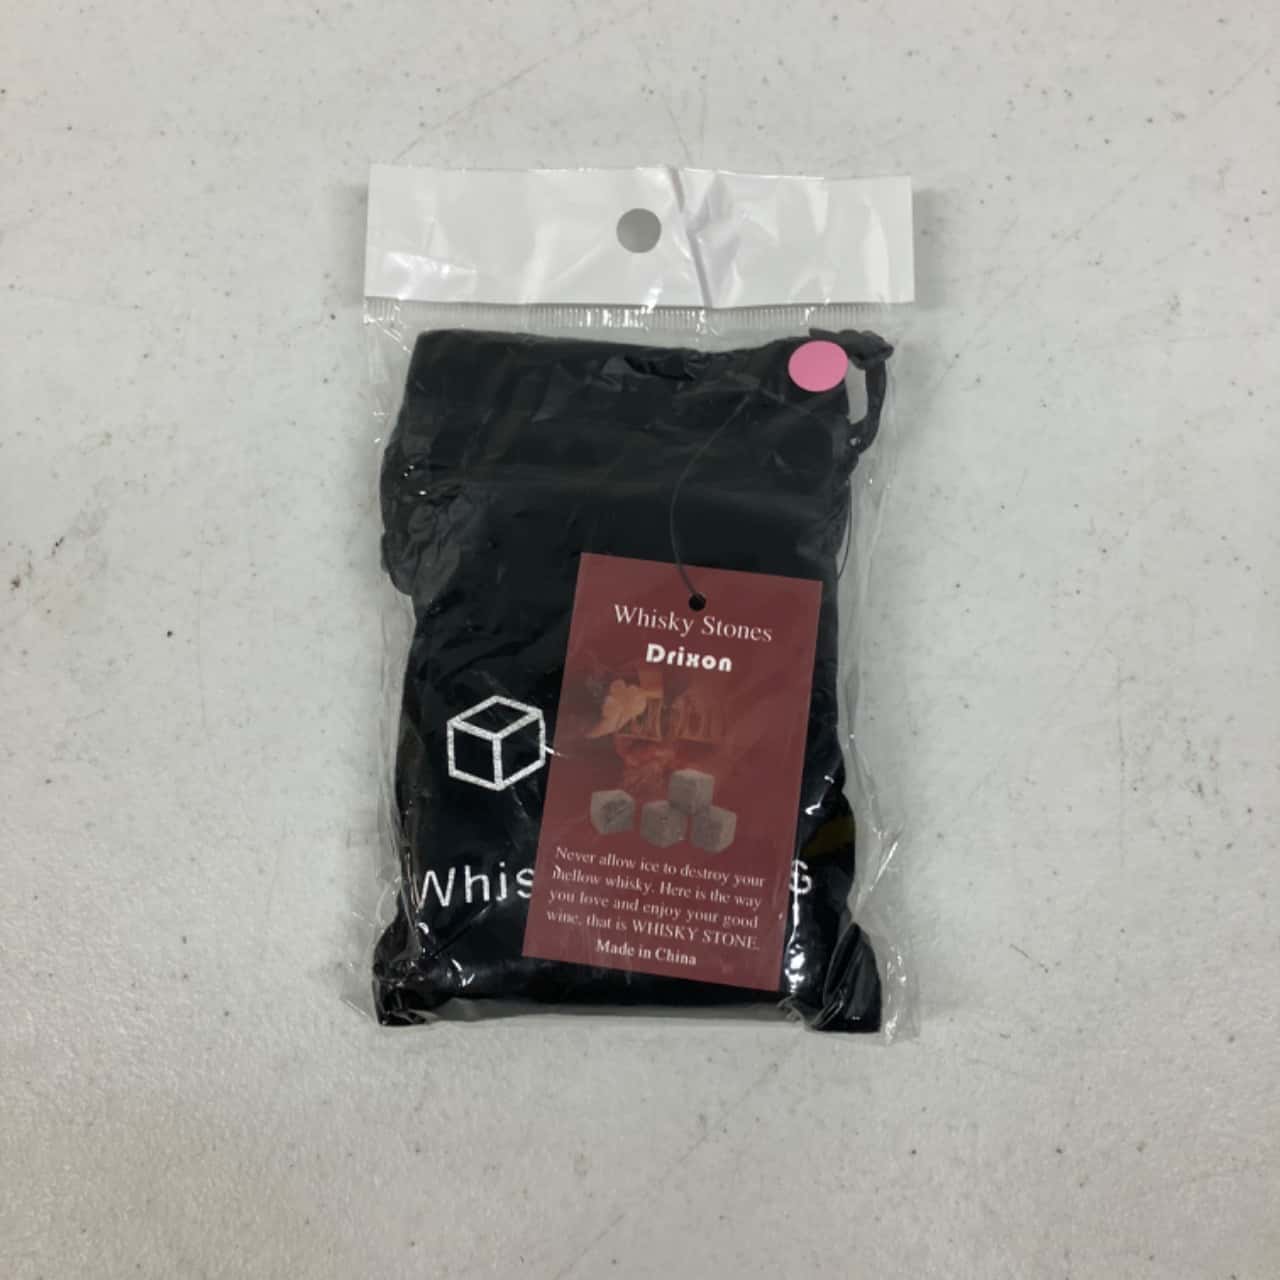 Whisky Stones
Drixon
Never allow ice to destroy your
mellow whisky. Here is the way
you love and enjoy your good
wine, that is WHISKY STONE.
Made in China